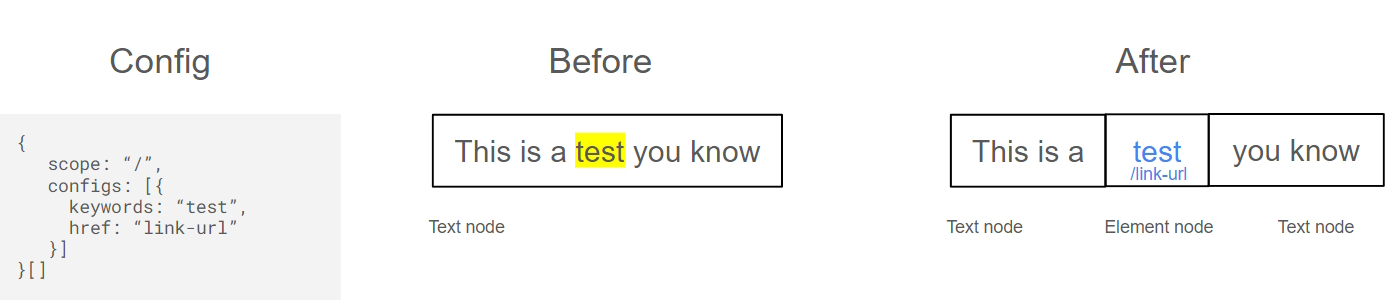 Config
{
   scope: “/”,
   configs: [{
     keywords: “test”,
     href: “link-url”
   }]
}[]
Before
This is a test you know
Text node
After
This is a
test
/link-url
you know
Text node
Element node
Text node